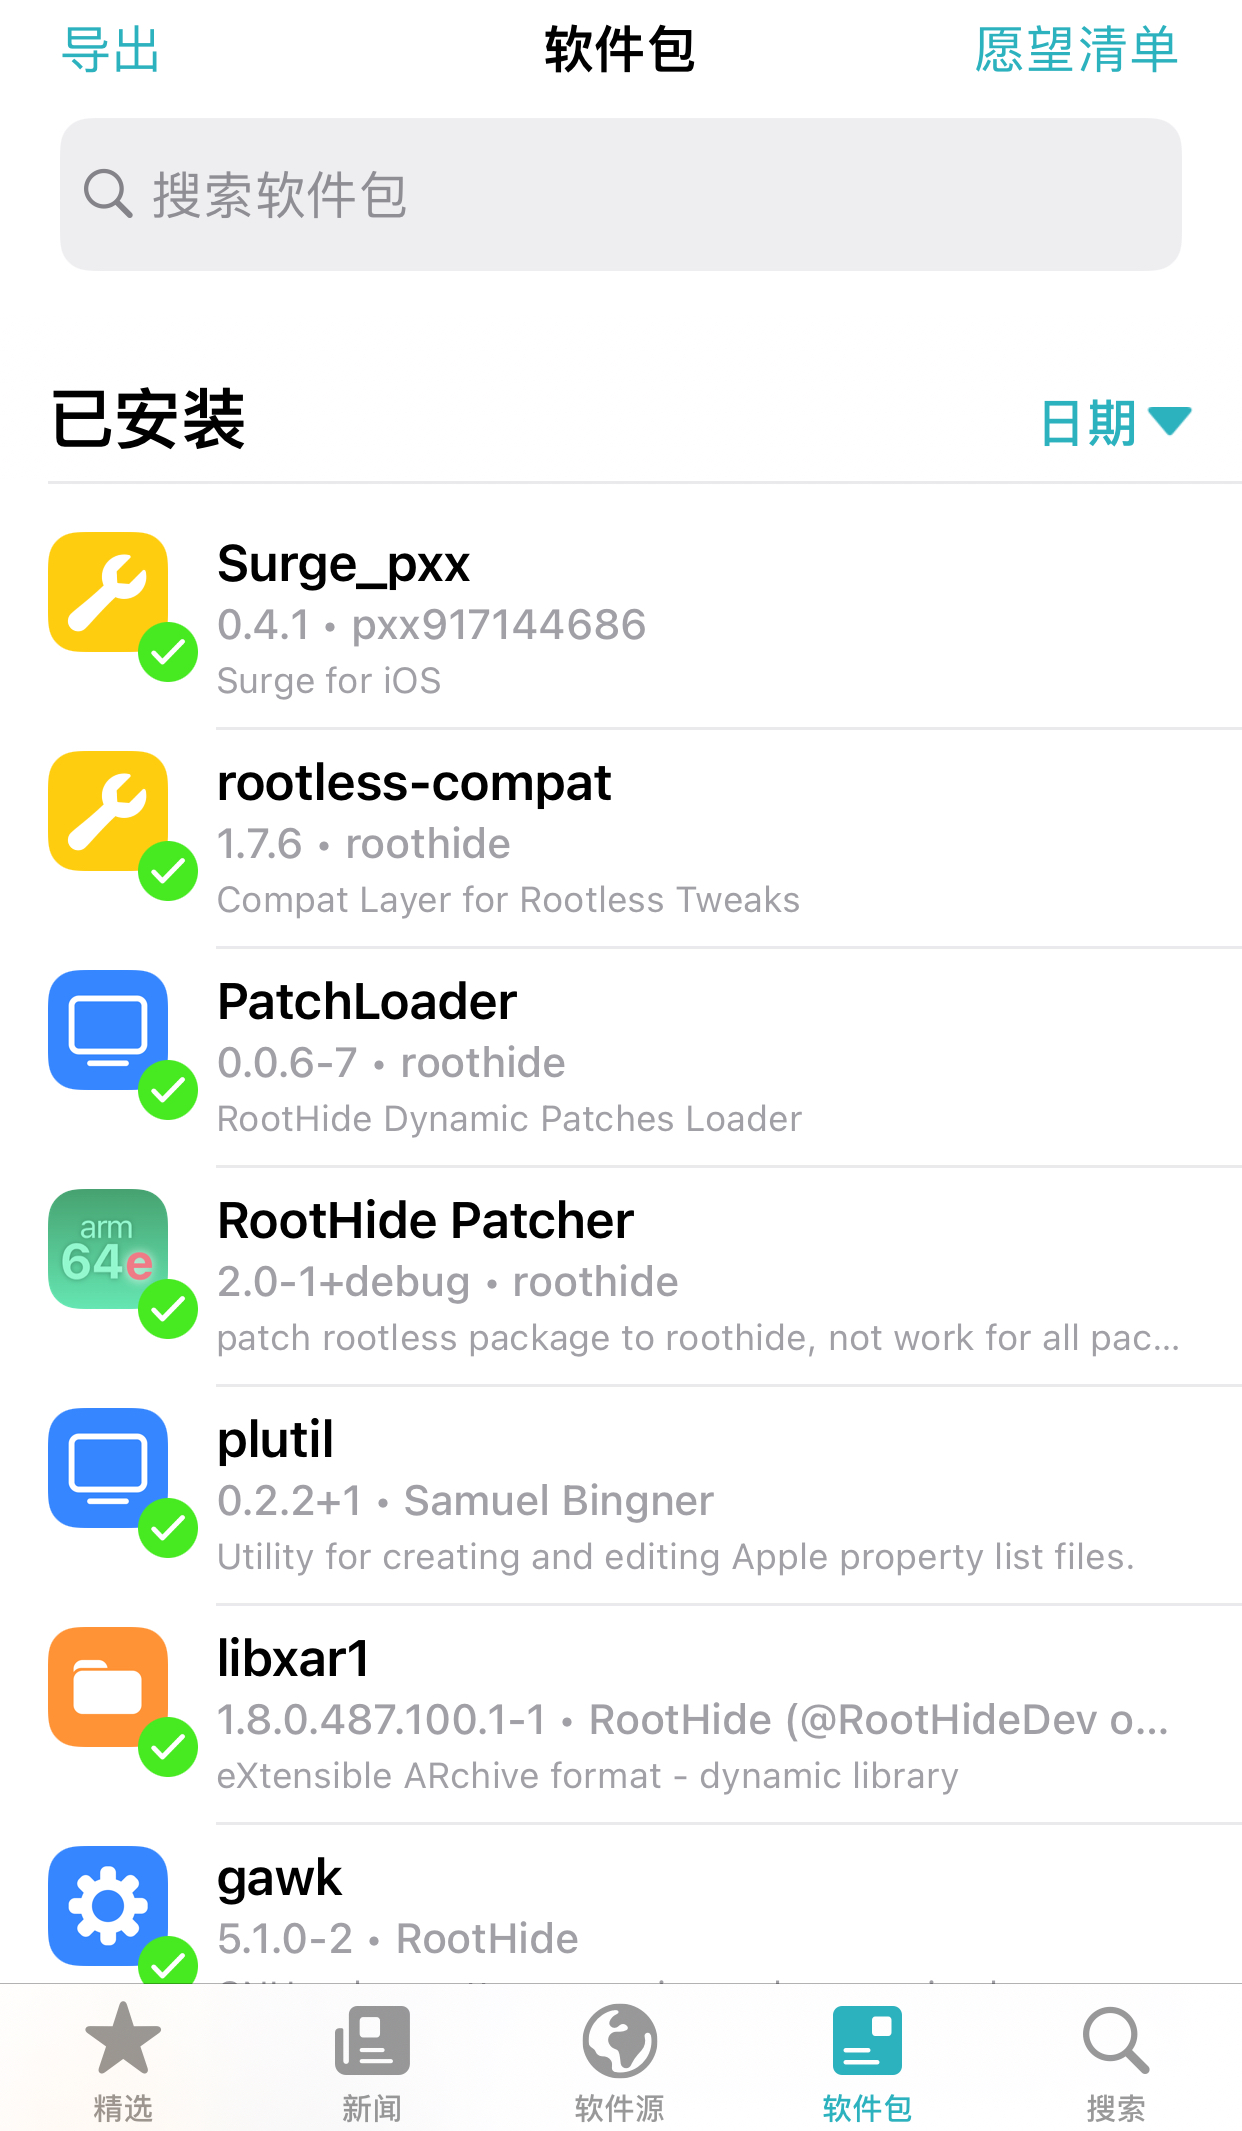 导出
软件包
愿望清单
搜索软件包
已安装
日期
Surge_pxx
0.4.1 • pxx917144686
Surge for iOS
rootless-compat
1.7.6 • roothide
Compat Layer for Rootless Tweaks
PatchLoader
0.0.6-7 • roothide
RootHide Dynamic Patches Loader
arm
64e
RootHide Patcher
2.0-1+debug • roothide
patch rootless package to roothide, not work for all pac...
plutil
0.2.2+1 • Samuel Bingner
Utility for creating and editing Apple property list files.
libxar1
1.8.0.487.100.1-1 • RootHide (@RootHideDev o...
eXtensible ARchive format - dynamic library
gawk
5.1.0-2 • RootHide
精选
新闻
软件源
软件包
搜索